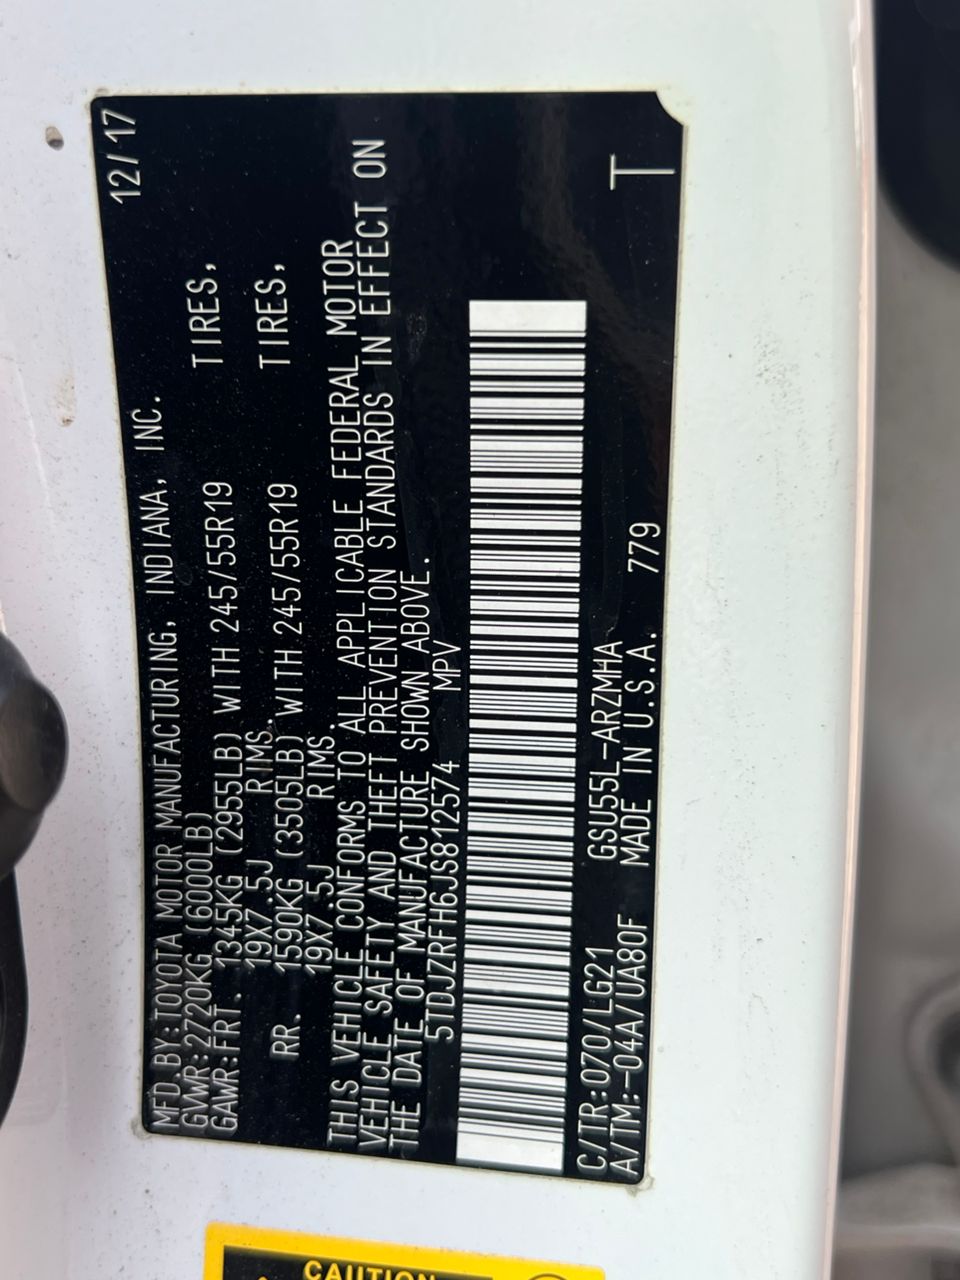 MFD.BY:TOYOTA MOTOR MANUFACTURING, INDIANA, INC. 12/17
GVWR:2720KG (6000LB)
GAWR:FRT. 1345KG (2955LB) WITH 245/55R19 TIRES,
19X7.5J RIMS.
RR. 1590KG (3505LB) WITH 245/55R19 TIRES,
19X7.5J RIMS.
THIS VEHICLE CONFORMS TO ALL APPLICABLE FEDERAL MOTOR
VEHICLE SAFETY AND THEFT PREVENTION STANDARDS IN EFFECT ON
THE DATE OF MANUFACTURE SHOWN ABOVE.
5TDJZRFH6JS812574 MPV
C/TR:070/LG21 GSU55L-ARZMHA T
A/TM:-04A/UA80F MADE IN U.S.A. 779
CAUTION